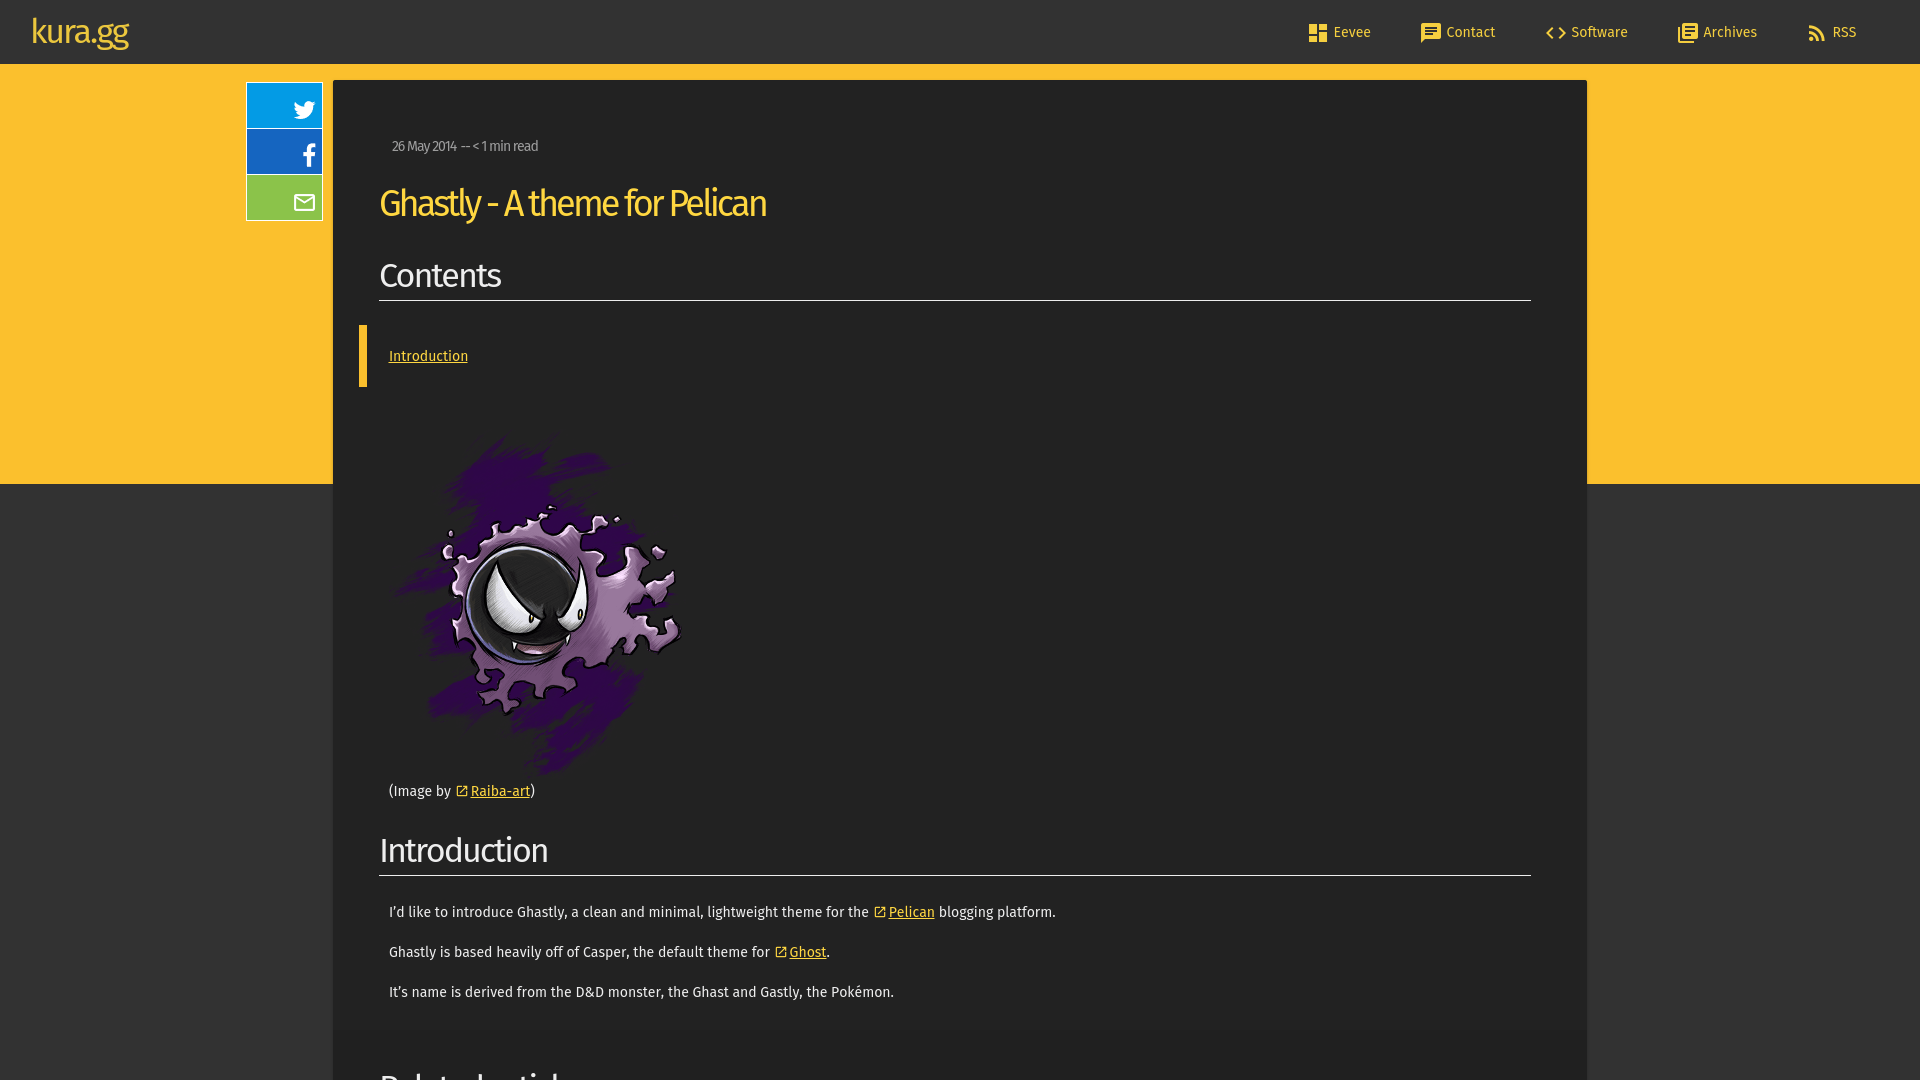 kura.gg
Eevee
Contact
Software
Archives
RSS
26 May 2014 -- < 1 min read
Ghastly - A theme for Pelican
Contents
Introduction
(Image by Raiba-art)
Introduction
I’d like to introduce Ghastly, a clean and minimal, lightweight theme for the Pelican blogging platform.
Ghastly is based heavily off of Casper, the default theme for Ghost.
It’s name is derived from the D&D monster, the Ghast and Gastly, the Pokémon.